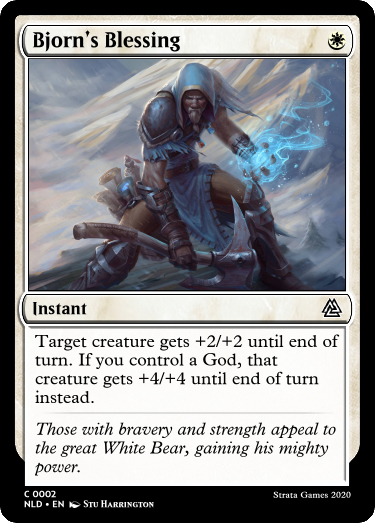 Bjorn's Blessing
Instant
Target creature gets +2/+2 until end of
turn. If you control a God, that
creature gets +4/+4 until end of turn
instead.
Those with bravery and strength appeal to
the great White Bear, gaining his mighty
power.
C 0002
NLD • EN Stu Harrington
Strata Games 2020